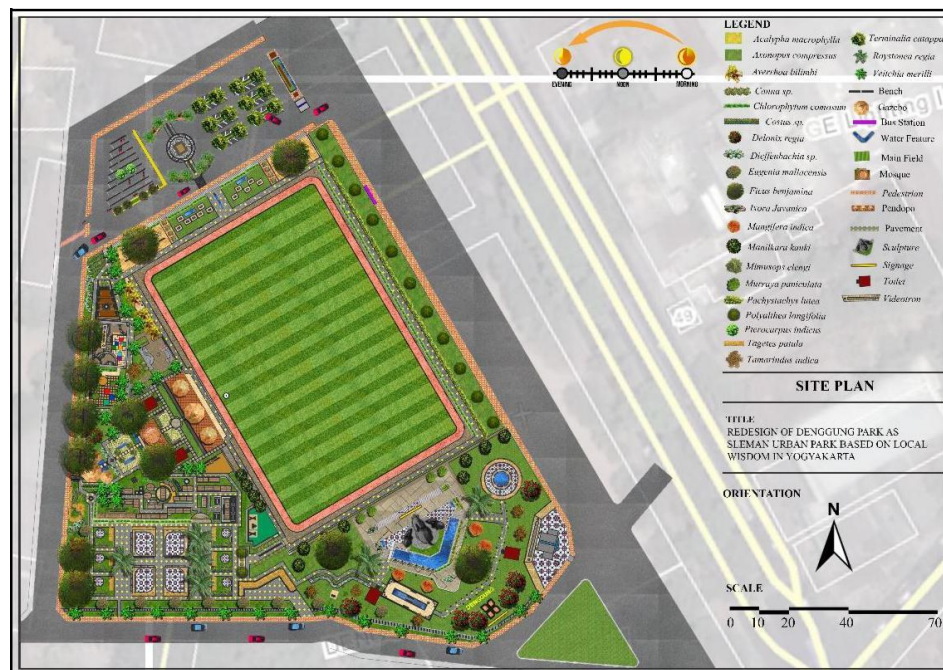 EVENING
NOON
MORNING
LEGEND
Acalypha macrophylla
Axonopus compressus
Averrhoa bilimbi
Canna sp.
Chlorophytum comosum
Costus sp.
Delonix regia
Dieffenbachia sp.
Eugenia mallacensis
Ficus benjamina
Ixora Javanica
Mangifera indica
Manilkara kauki
Mimusops elengi
Murraya paniculata
Pachystachys lutea
Polyalthea longifolia
Pterocarpus indicus
Tagetes patula
Tamarindus indica
Terminalia catappa
Roystonea regia
Veitchia merilli
Bench
Gazebo
Bus Station
Water Feature
Main Field
Mosque
Pedestrian
Pendopo
Pavement
Sculpture
Signage
Toilet
Videotron
49
SITE PLAN
TITLE
REDESIGN OF DENGGUNG PARK AS
SLEMAN URBAN PARK BASED ON LOCAL
WISDOM IN YOGYAKARTA
ORIENTATION
N
SCALE
0 10 20 40 70